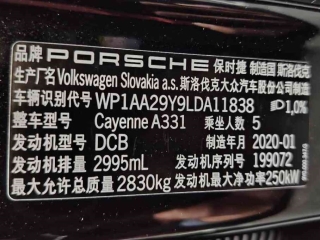 品牌 PORSCHE 保时捷 制造国 斯洛伐克
生产厂名 Volkswagen Slovakia a.s. 斯洛伐克大众汽车股份公司制造
车辆识别代号 WP1AA29Y9LDA11838 1,0%
整车型号 Cayenne A331 乘坐人数 5
发动机型号 DCB 制造年月 2020-01
发动机排量 2995mL 发动机序列号 199072
最大允许总质量 2830kg 发动机最大净功率 250kW